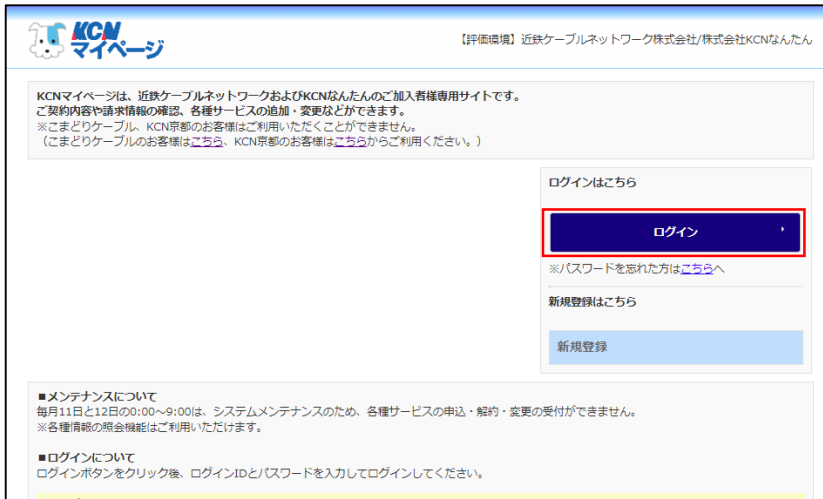 KCN
マイページ
【評価環境】近鉄ケーブルネットワーク株式会社/株式会社KCNなんたん
KCNマイページは、近鉄ケーブルネットワークおよびKCNなんたんのご加入者様専用サイトです。
ご契約内容や請求情報の確認、各種サービスの追加・変更などができます。
※こまどりケーブル、KCN京都のお客様はご利用いただくことができません。
（こまどりケーブルのお客様はこちら、KCN京都のお客様はこちらからご利用ください。）
ログインはこちら
ログイン
※パスワードを忘れた方はこちらへ
新規登録はこちら
新規登録
■メンテナンスについて
毎月11日と12日の0:00～9:00は、システムメンテナンスのため、各種サービスの申込・解約・変更の受付ができません。
※各種情報の照会機能はご利用いただけます。
■ログインについて
ログインボタンをクリック後、ログインIDとパスワードを入力してログインしてください。